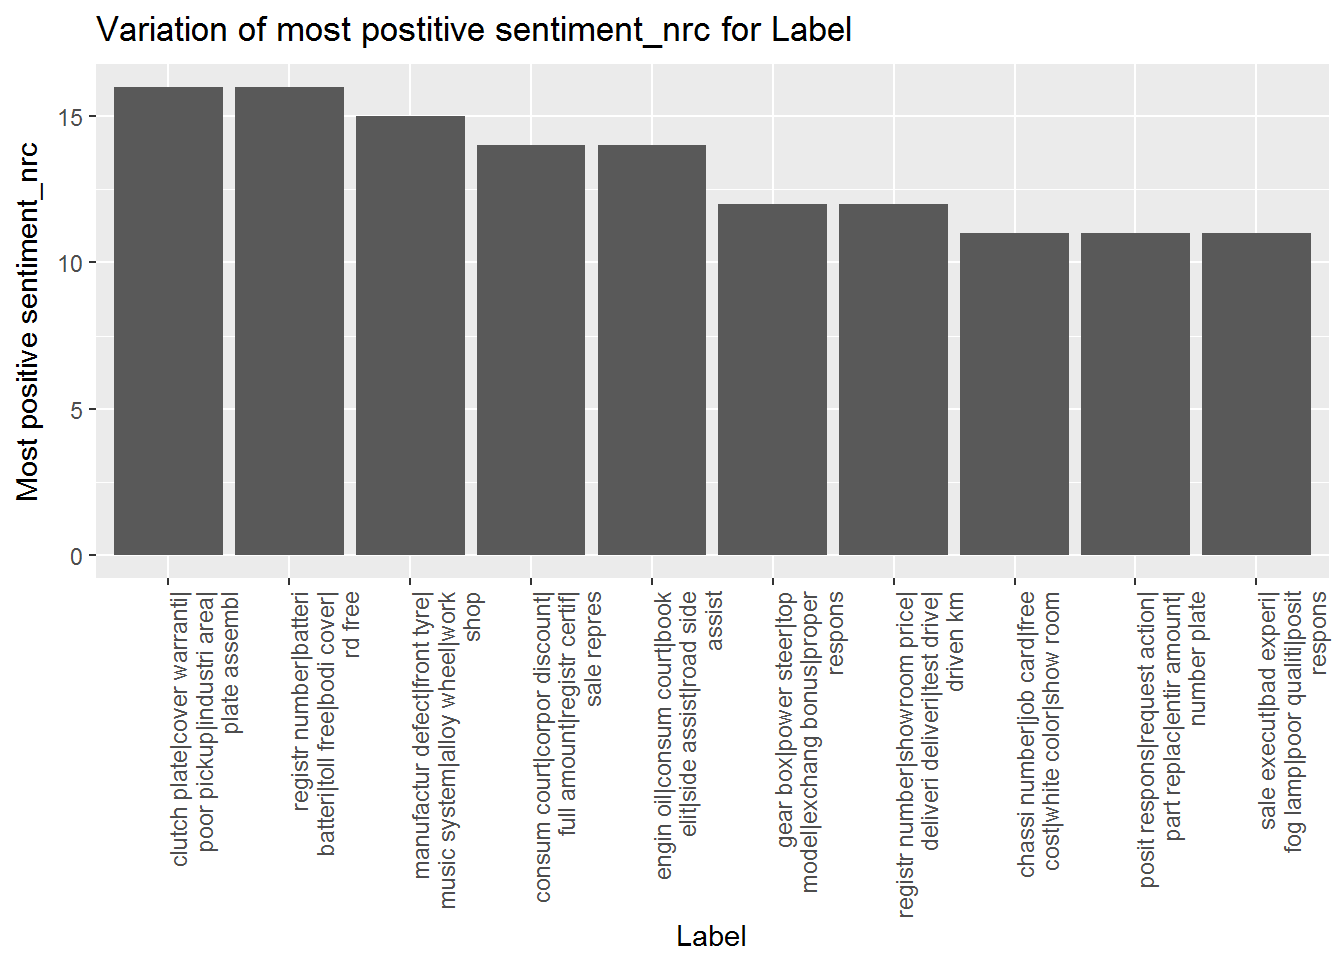 Variation of most postitive sentiment_nrc for Label
Most positive sentiment_nrc
15
10
5
0
clutch plate|cover warranti|
poor pickup|industri area|
plate assembl
registr number|batteri
batteri|toll free|bodi cover|
rd free
manufactur defect|front tyre|
music system|alloy wheel|work
shop
consum court|corpor discount|
full amount|registr certif|
sale repres
engin oil|consum court|book
elit|side assist|road side
assist
gear box|power steer|top
model|exchang bonus|proper
respons
registr number|showroom price|
deliveri deliveri|test drive|
driven km
chassi number|job card|free
cost|white color|show room
posit respons|request action|
part replac|entir amount|
number plate
sale execut|bad experi|
fog lamp|poor qualiti|posit
respons
Label